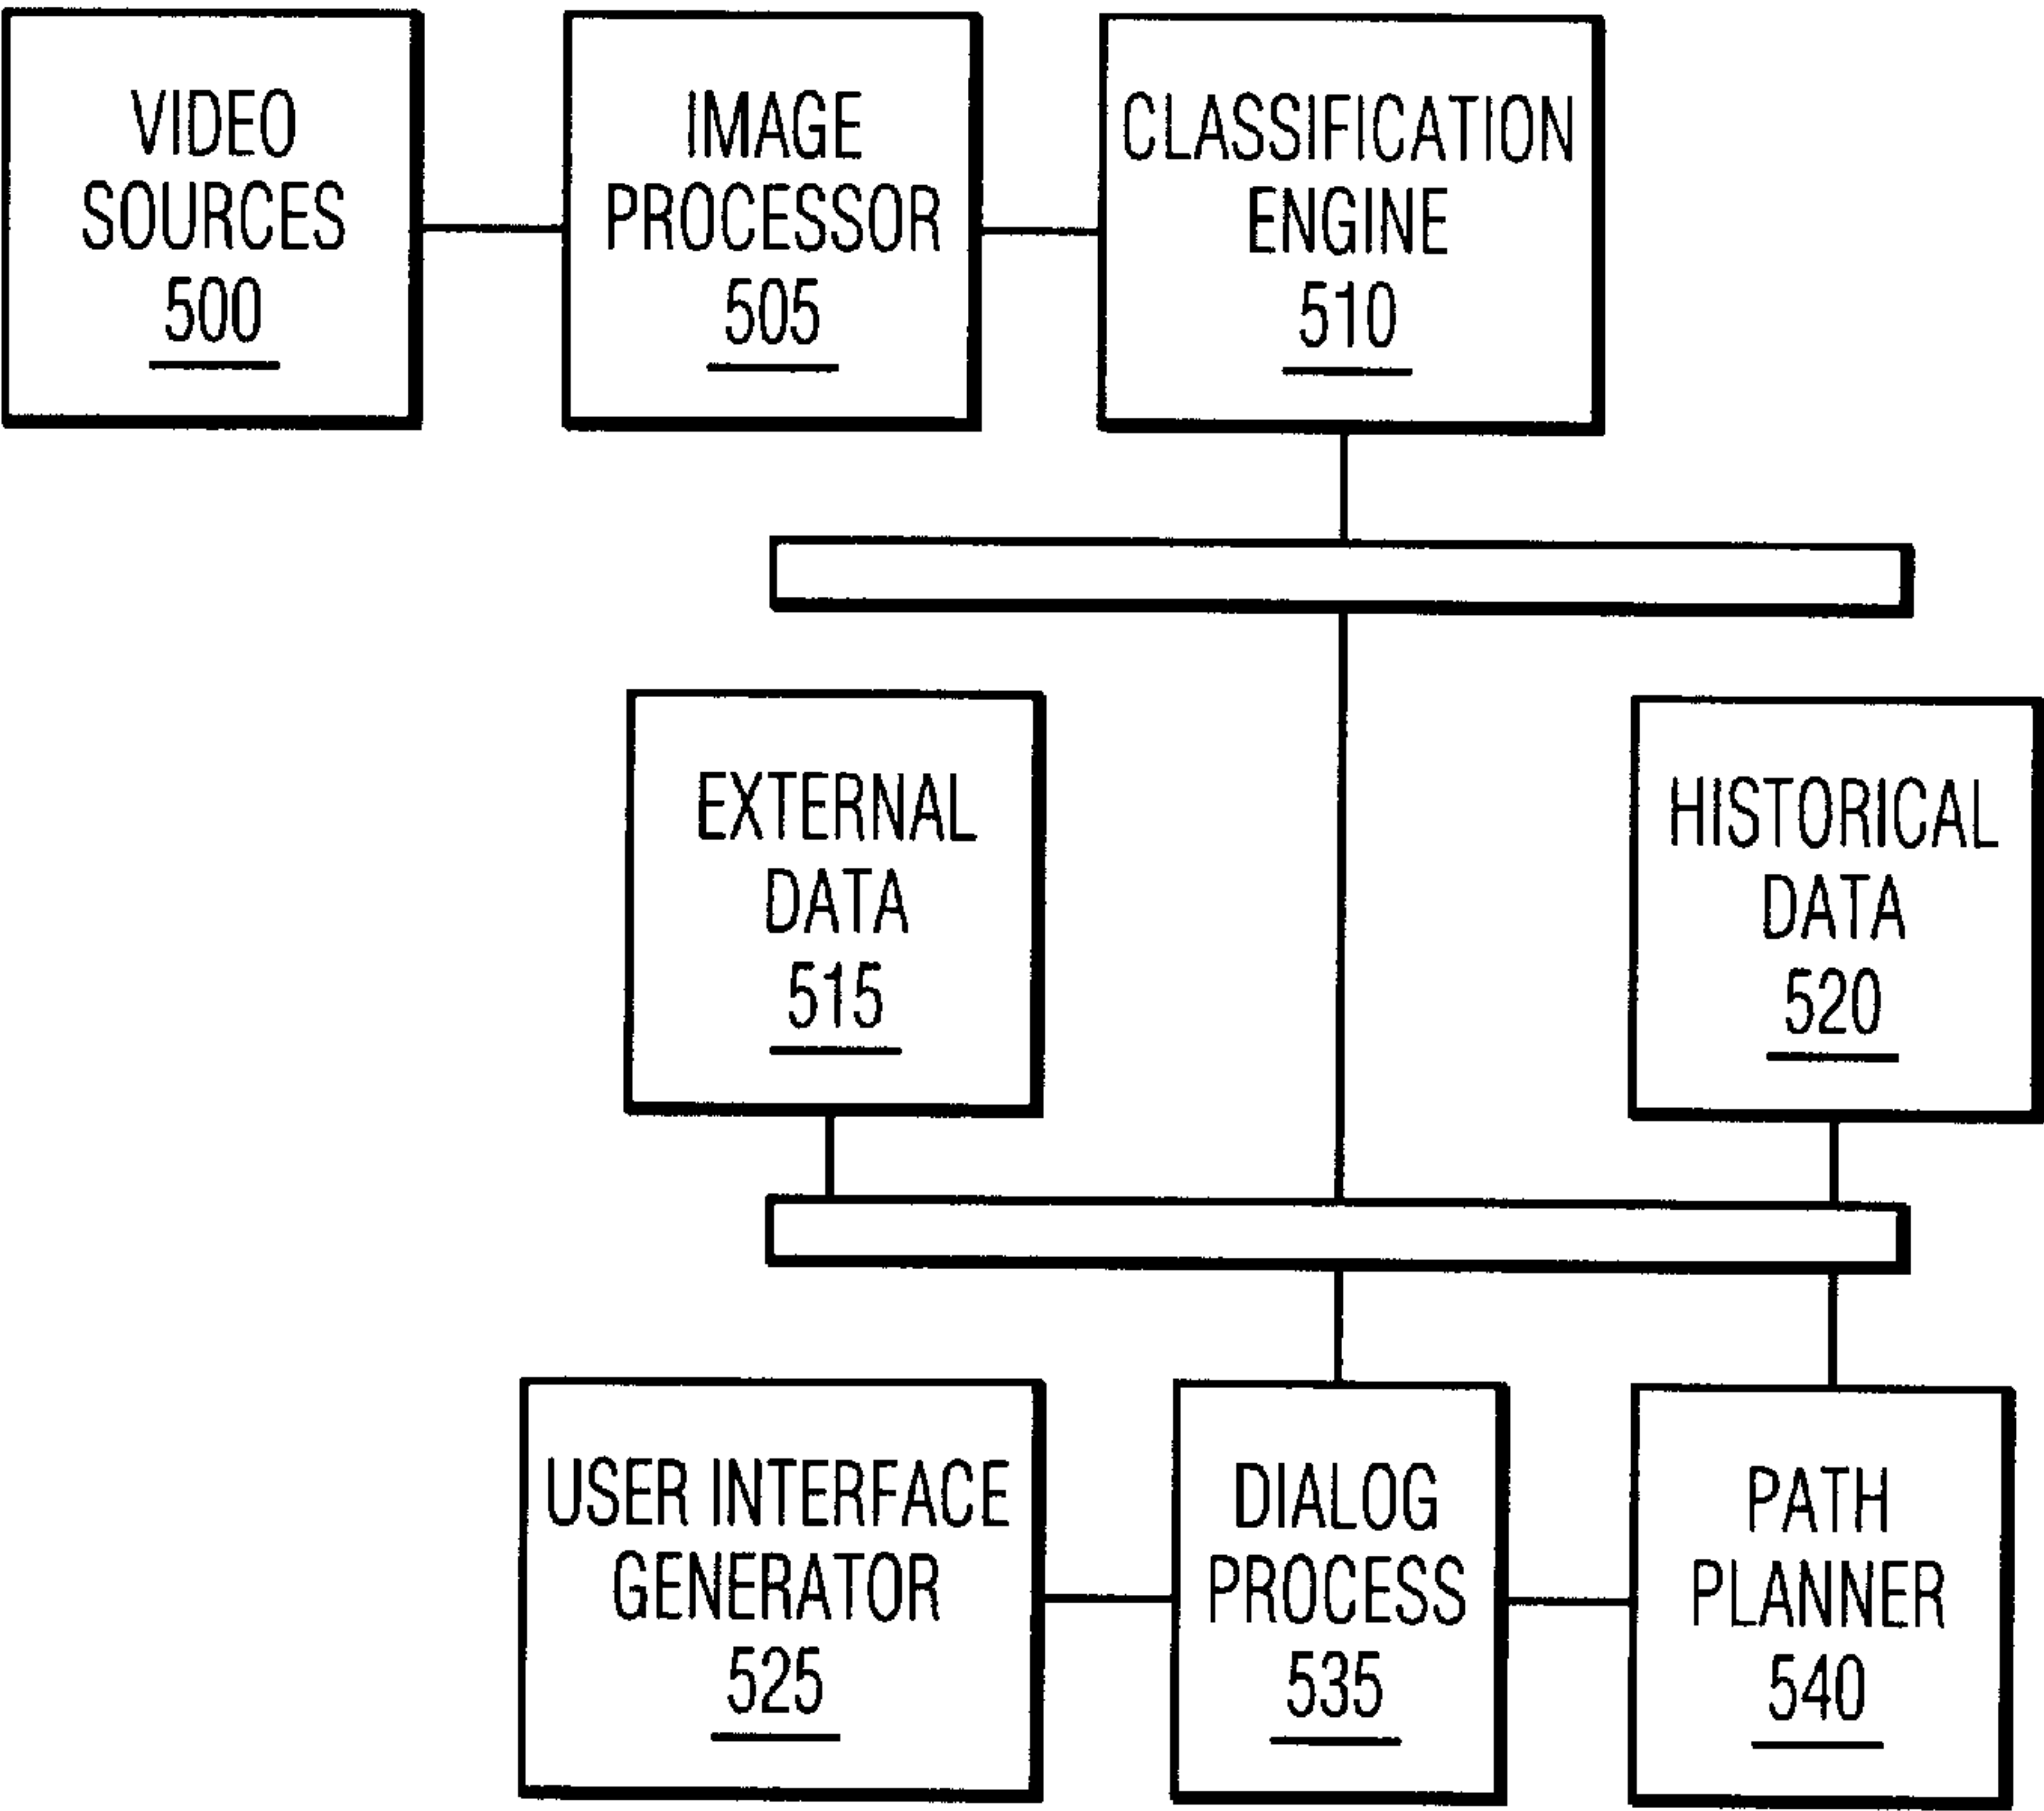 VIDEO
SOURCES
500
IMAGE
PROCESSOR
505
CLASSIFICATION
ENGINE
510
EXTERNAL
DATA
515
HISTORICAL
DATA
520
USER INTERFACE
GENERATOR
525
DIALOG
PROCESS
535
PATH
PLANNER
540